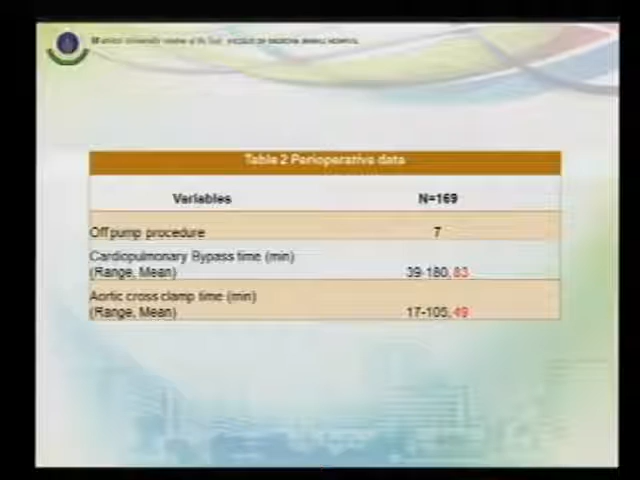 Table 2 Perioperative data
Variables N=169
Off pump procedure 7
Cardiopulmonary Bypass time (min)
(Range, Mean) 39-180, 83
Aortic cross clamp time (min)
(Range, Mean) 17-105, 49